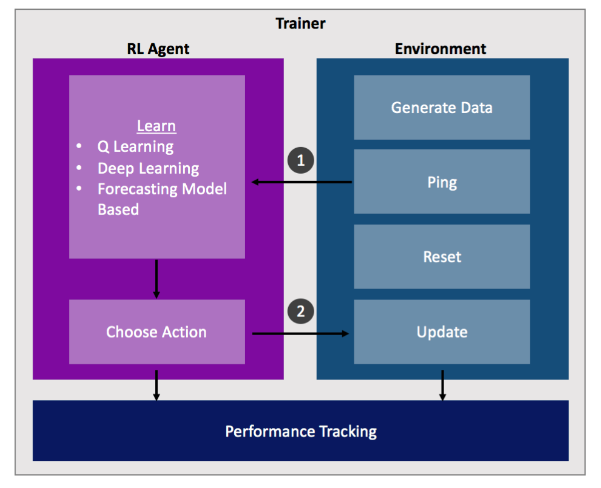 Trainer
RL Agent
Environment
Learn
• Q Learning
• Deep Learning
• Forecasting Model
Based
Generate Data
1
Ping
Reset
Choose Action
2
Update
Performance Tracking